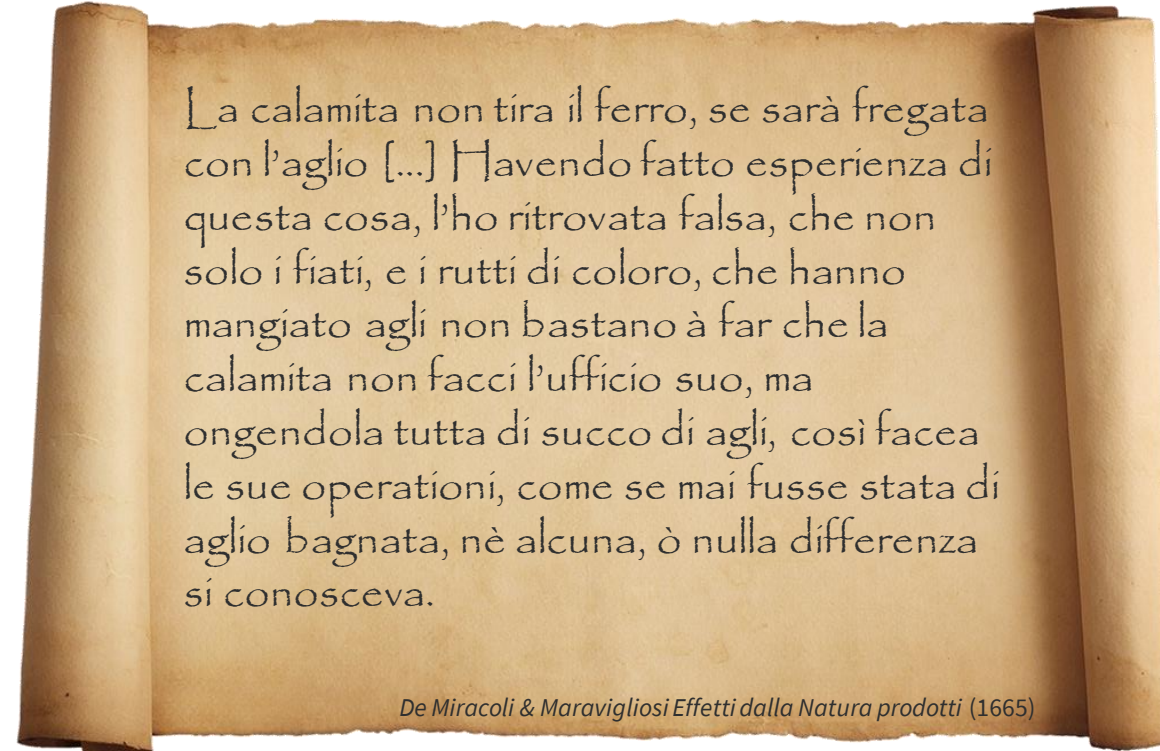 La calamita non tira il ferro, se sarà fregata
con l’aglio [...] Havendo fatto esperienza di
questa cosa, l’ho ritrovata falsa, che non
solo i fiati, e i rutti di coloro, che hanno
mangiato agli non bastano à far che la
calamita non facci l’ufficio suo, ma
ongendola tutta di succo di agli, così facea
le sue operationi, come se mai fusse stata di
aglio bagnata, nè alcuna, ò nulla differenza
si conosceva.
De Miracoli & Maravigliosi Effetti dalla Natura prodotti (1665)